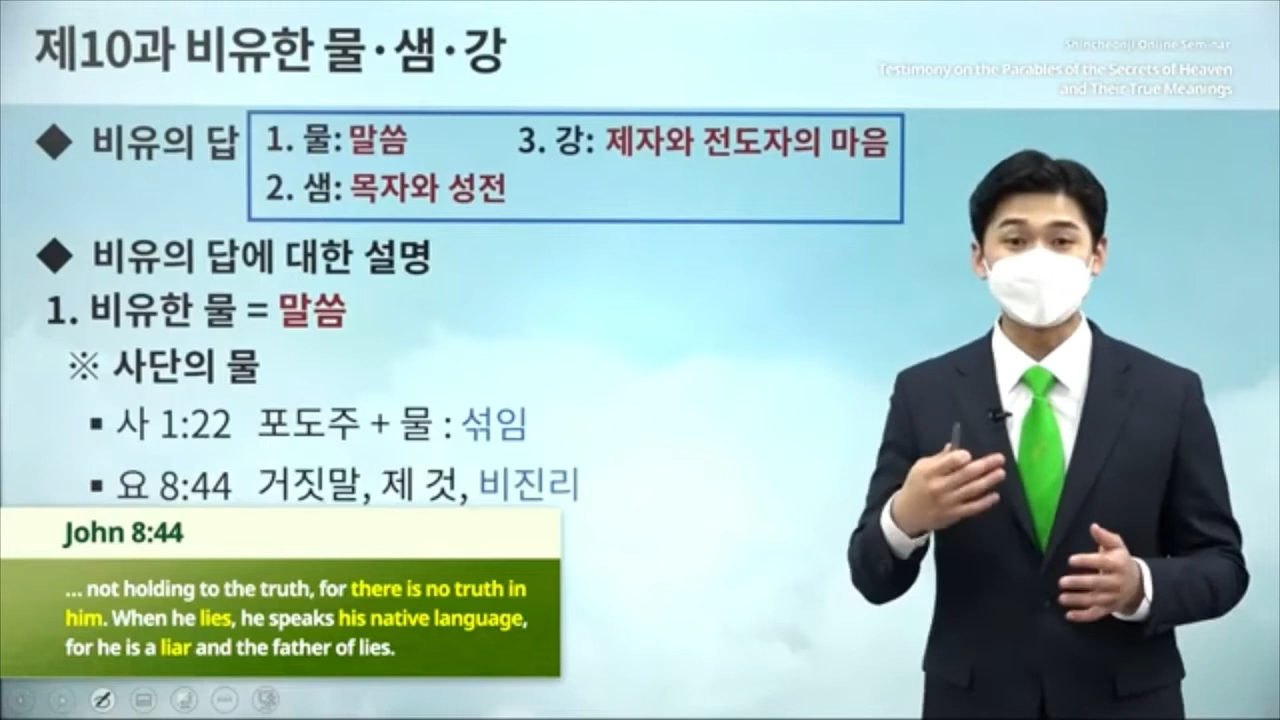 제10과 비유한 물·샘·강
Shincheonji Online Seminar
Testimony on the Parables of the Secrets of Heaven
and Their True Meanings
◆ 비유의 답
1. 물: 말씀
3. 강: 제자와 전도자의 마음
2. 샘: 목자와 성전
◆ 비유의 답에 대한 설명
1. 비유한 물 = 말씀
※ 사단의 물
▪ 사 1:22 포도주 + 물 : 섞임
▪ 요 8:44 거짓말, 제 것, 비진리
John 8:44
... not holding to the truth, for there is no truth in
him. When he lies, he speaks his native language,
for he is a liar and the father of lies.